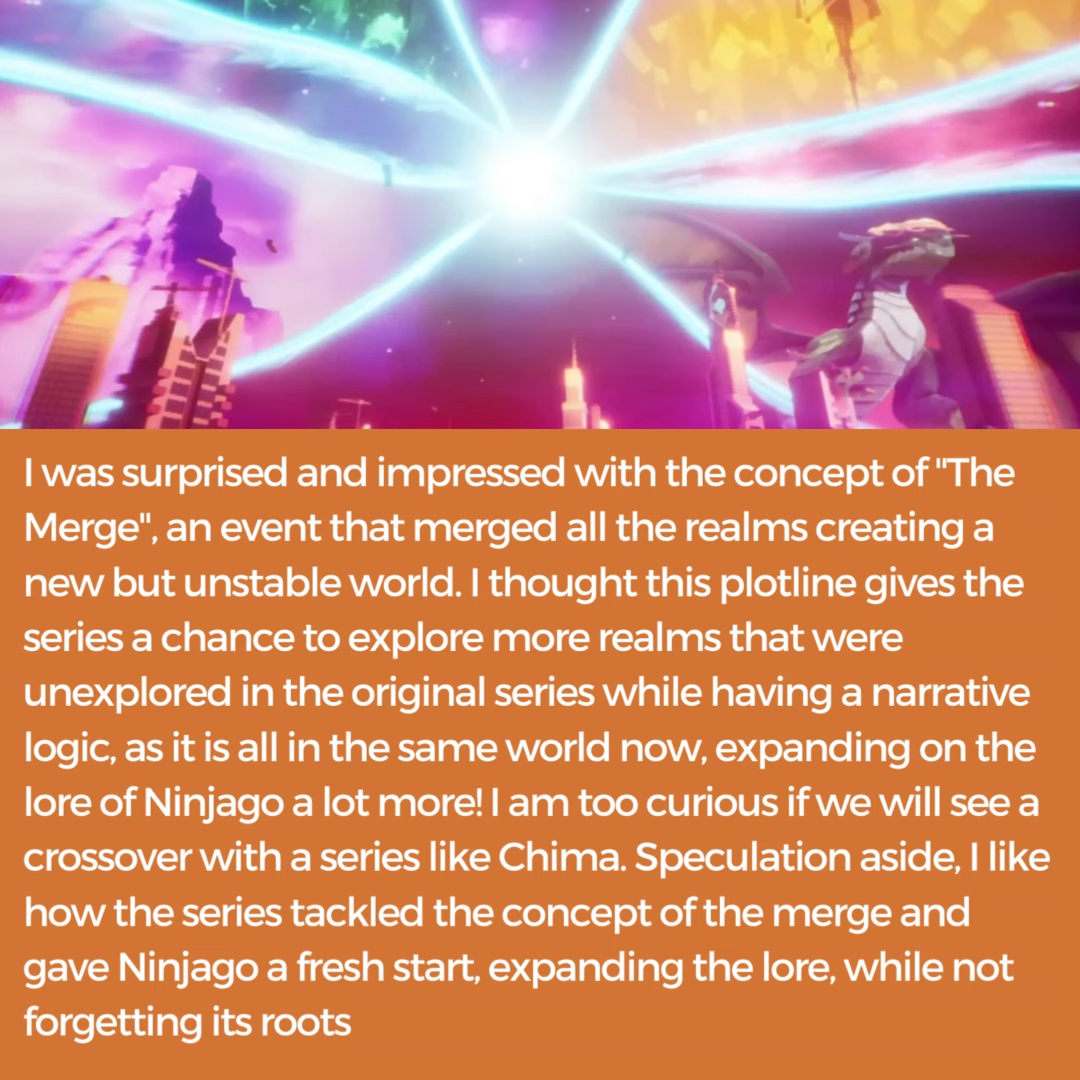 I was surprised and impressed with the concept of "The
Merge", an event that merged all the realms creating a
new but unstable world. I thought this plotline gives the
series a chance to explore more realms that were
unexplored in the original series while having a narrative
logic, as it is all in the same world now, expanding on the
lore of Ninjago a lot more! I am too curious if we will see a
crossover with a series like Chima. Speculation aside, I like
how the series tackled the concept of the merge and
gave Ninjago a fresh start, expanding the lore, while not
forgetting its roots